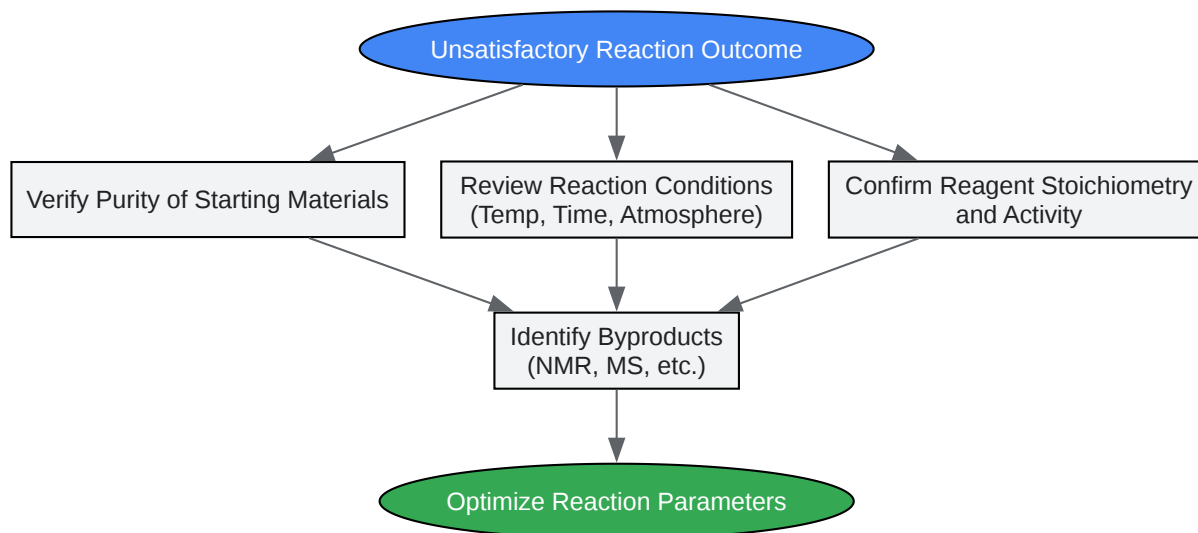 Unsatisfactory Reaction Outcome
Verify Purity of Starting Materials
Review Reaction Conditions
(Temp, Time, Atmosphere)
Confirm Reagent Stoichiometry
and Activity
Identify Byproducts
(NMR, MS, etc.)
Optimize Reaction Parameters